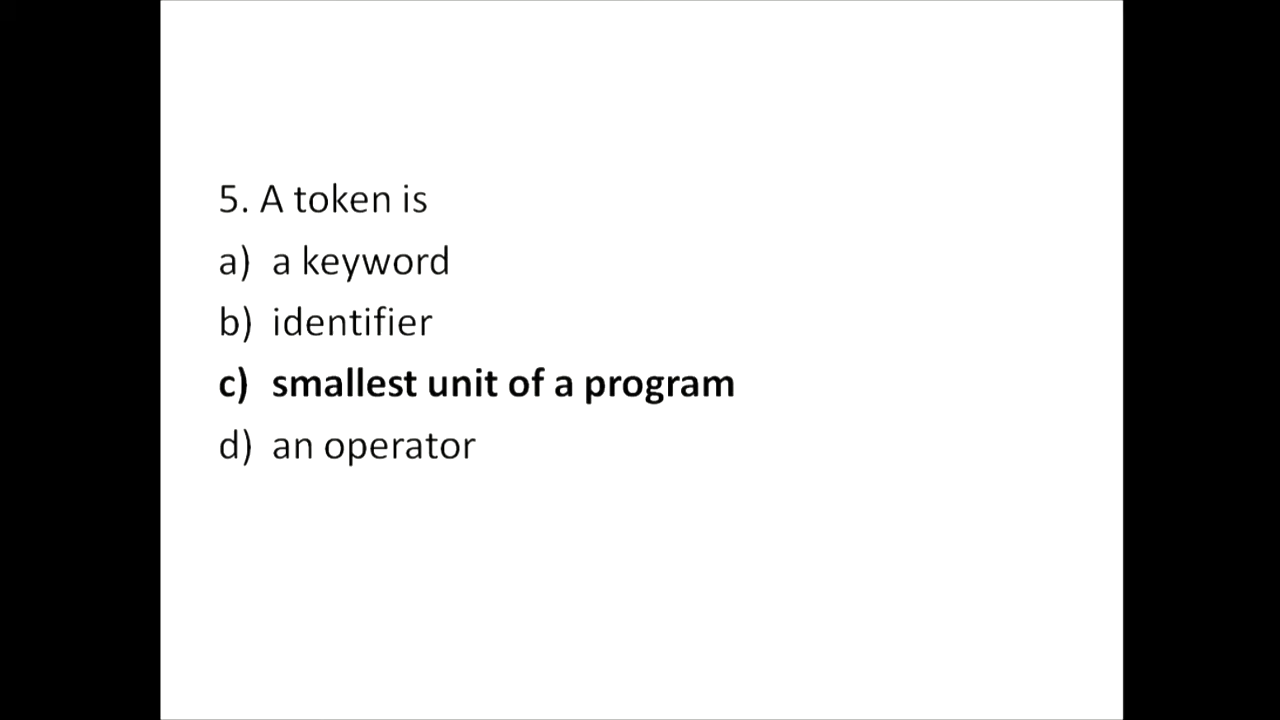 5. A token is
a) a keyword
b) identifier
c) smallest unit of a program
d) an operator